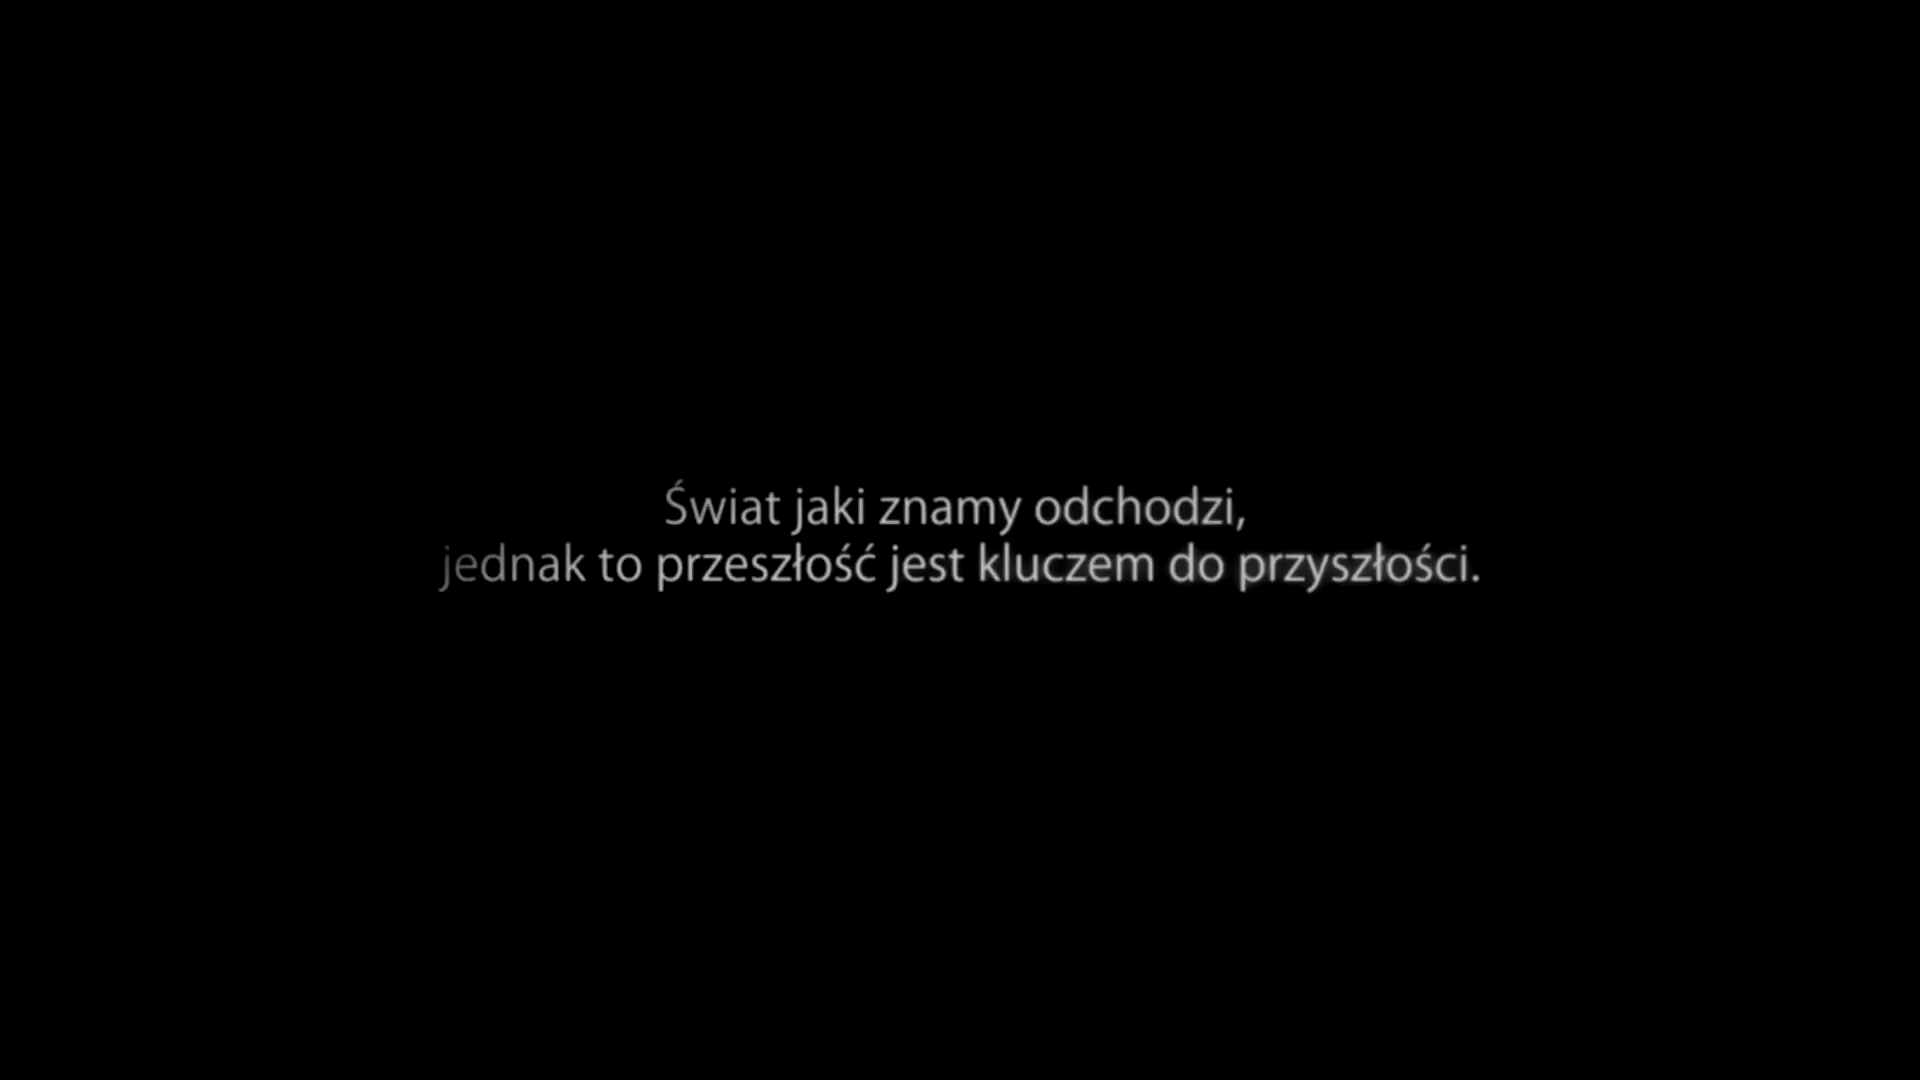 Świat jaki znamy odchodzi,
jednak to przeszłość jest kluczem do przyszłości.